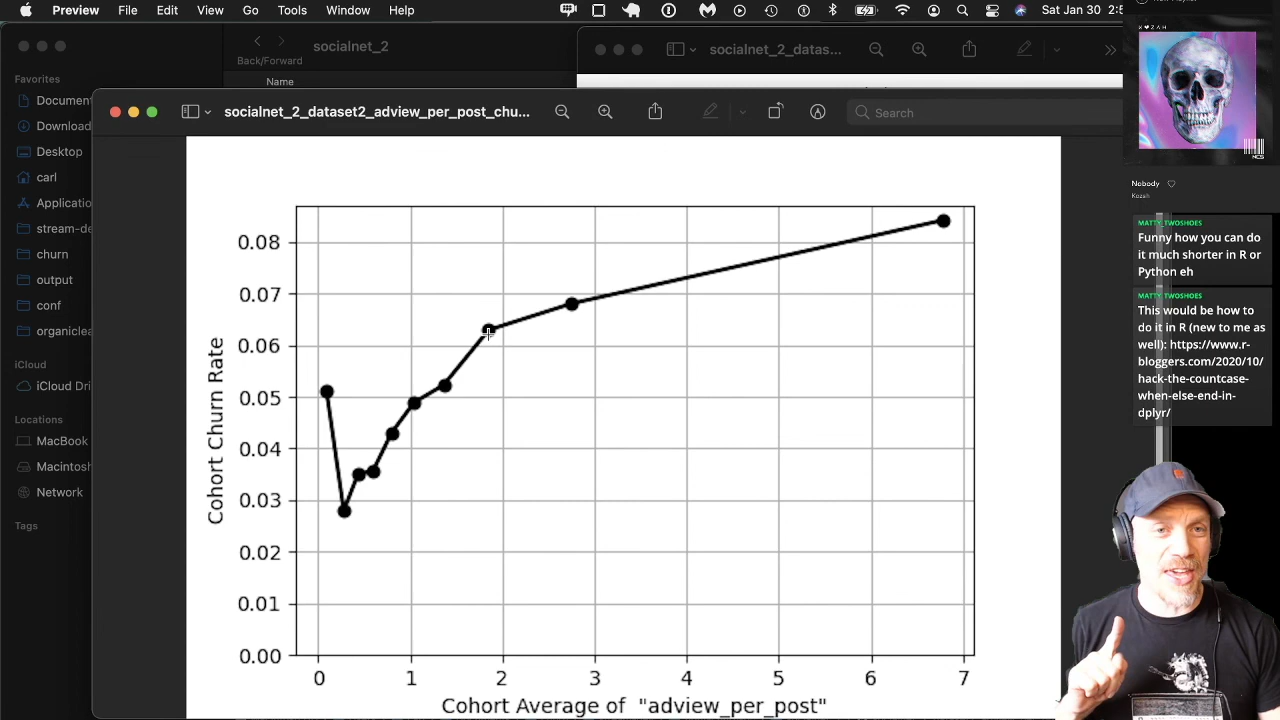 Preview File Edit View Go Tools Window Help
Sat Jan 30
socialnet_2
Back/Forward
Name
socialnet_2_datas...
Favorites
Documen
Download
Desktop
carl
Applicatio
stream-de
churn
output
conf
organiclea
iCloud
iCloud Dri
Locations
MacBook
Macintosh
Network
Tags
socialnet_2_dataset2_adview_per_post_chu...
Search
Cohort Churn Rate
0.08
0.07
0.06
0.05
0.04
0.03
0.02
0.01
0.00
0 1 2 3 4 5 6 7
Cohort Average of "adview_per_post"
NCS
Nobody
Kozah
MATTY_TWOSHOES
Funny how you can do
it much shorter in R or
Python eh
MATTY_TWOSHOES
This would be how to
do it in R (new to me as
well): https://www.r-
bloggers.com/2020/10/
hack-the-countcase-
when-else-end-in-
dplyr/